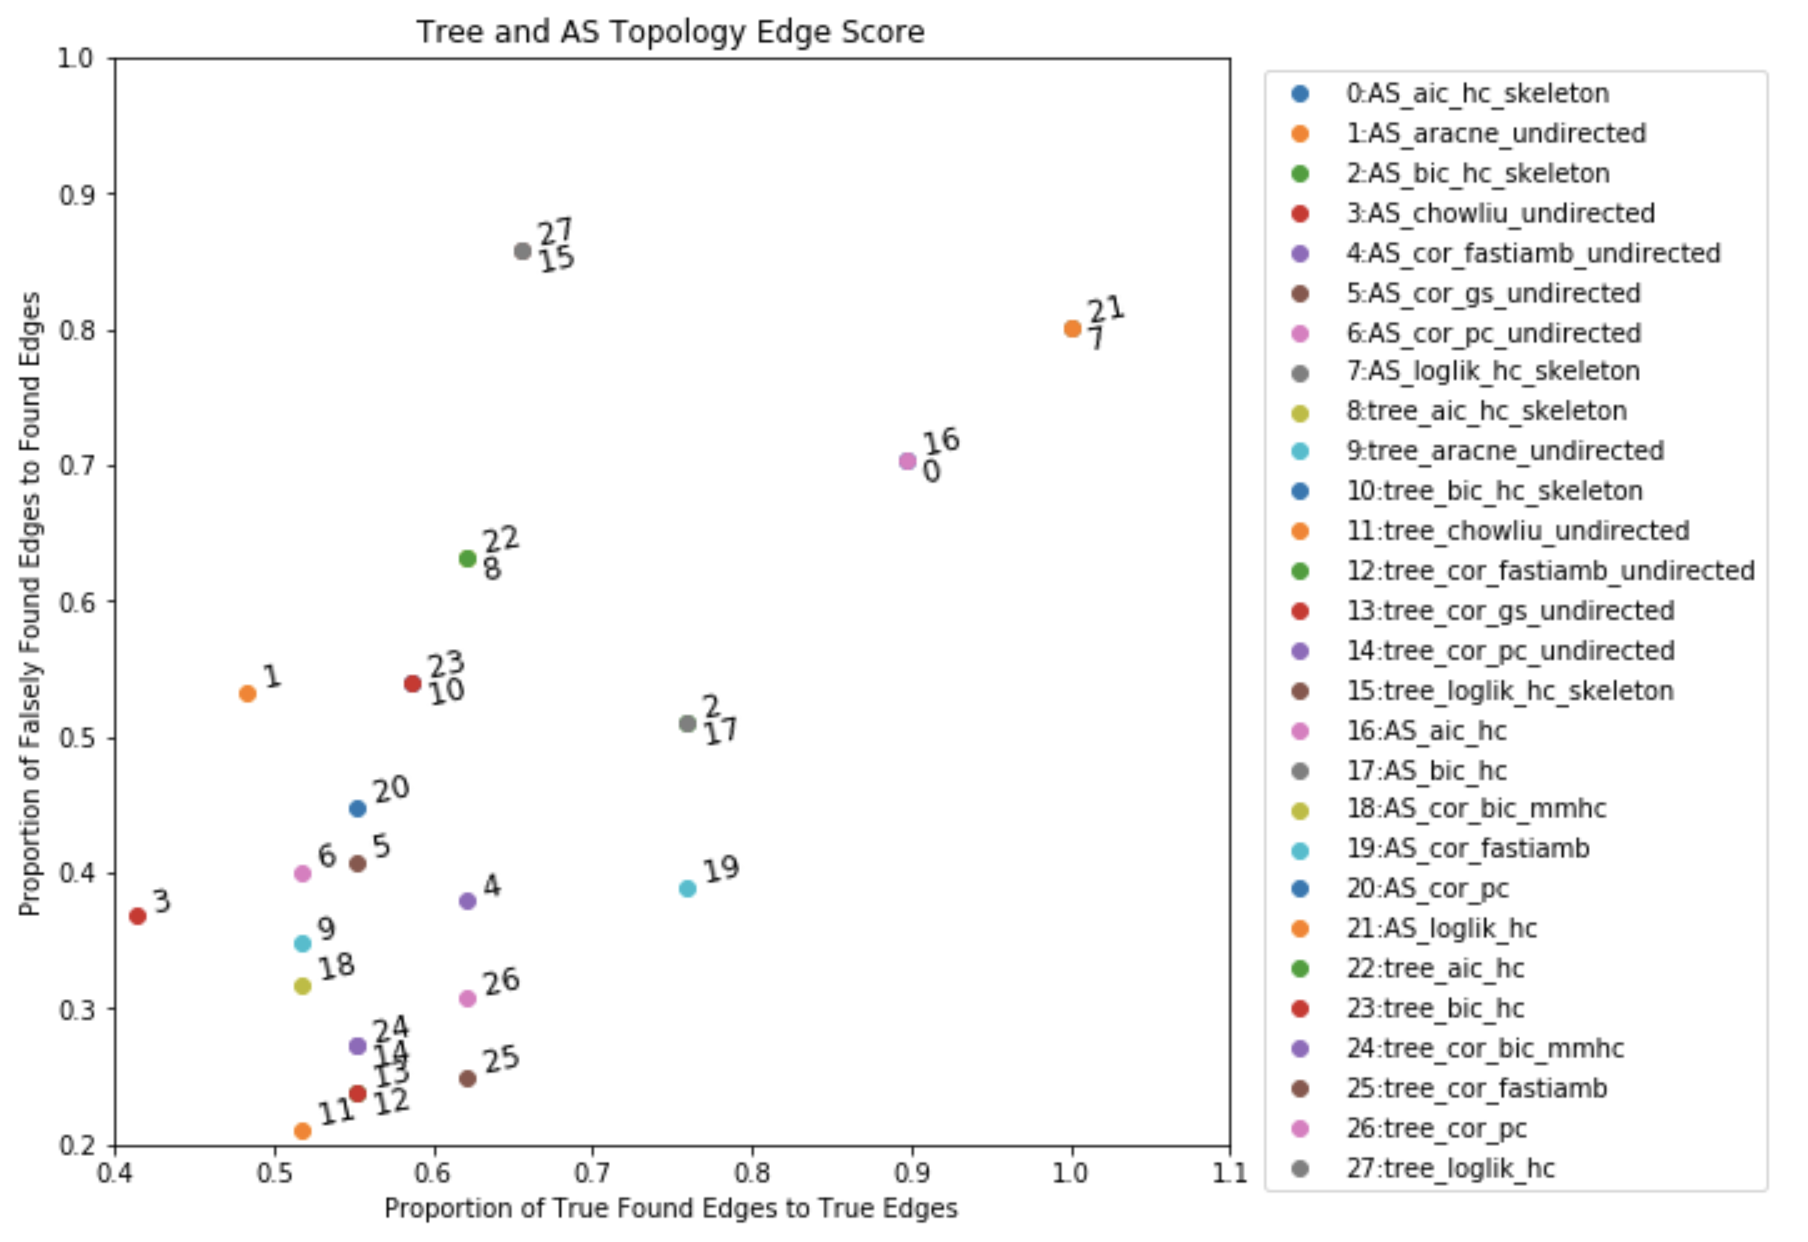 Tree and AS Topology Edge Score
1.0
0.9
0.8
0.7
0.6
0.5
0.4
0.3
0.2
Proportion of Falsely Found Edges to Found Edges
27
15
21
7
16
0
22
8
1
23
10
2
17
20
6
5
3
4
19
9
18
26
24
14
13
12
25
11
0.4
0.5
0.6
0.7
0.8
0.9
1.0
1.1
Proportion of True Found Edges to True Edges
0:AS_aic_hc_skeleton
1:AS_aracne_undirected
2:AS_bic_hc_skeleton
3:AS_chowliu_undirected
4:AS_cor_fastiamb_undirected
5:AS_cor_gs_undirected
6:AS_cor_pc_undirected
7:AS_loglik_hc_skeleton
8:tree_aic_hc_skeleton
9:tree_aracne_undirected
10:tree_bic_hc_skeleton
11:tree_chowliu_undirected
12:tree_cor_fastiamb_undirected
13:tree_cor_gs_undirected
14:tree_cor_pc_undirected
15:tree_loglik_hc_skeleton
16:AS_aic_hc
17:AS_bic_hc
18:AS_cor_bic_mmhc
19:AS_cor_fastiamb
20:AS_cor_pc
21:AS_loglik_hc
22:tree_aic_hc
23:tree_bic_hc
24:tree_cor_bic_mmhc
25:tree_cor_fastiamb
26:tree_cor_pc
27:tree_loglik_hc